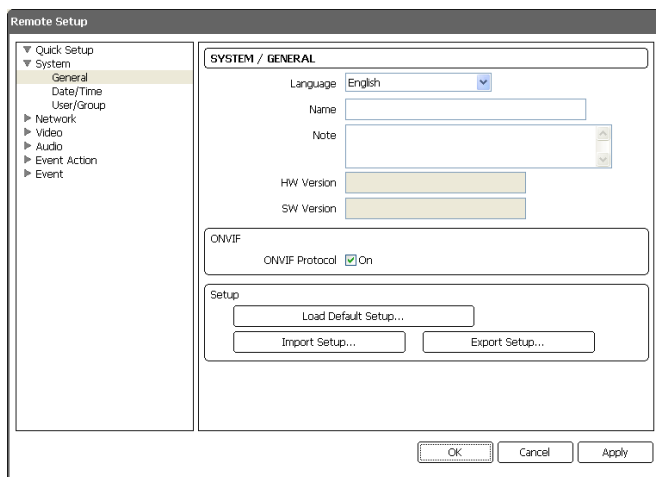 Remote Setup
Quick Setup
System
General
Date/Time
User/Group
Network
Video
Audio
Event Action
Event
SYSTEM / GENERAL
Language English
Name
Note
HW Version
SW Version
ONVIF
ONVIF Protocol On
Setup
Load Default Setup...
Import Setup... Export Setup...
OK Cancel Apply